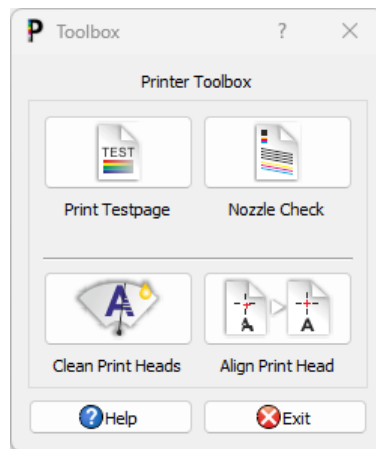 P Toolbox ?
Printer Toolbox
TEST
Print Testpage Nozzle Check
A A A
Clean Print Heads Align Print Head
?Help Exit